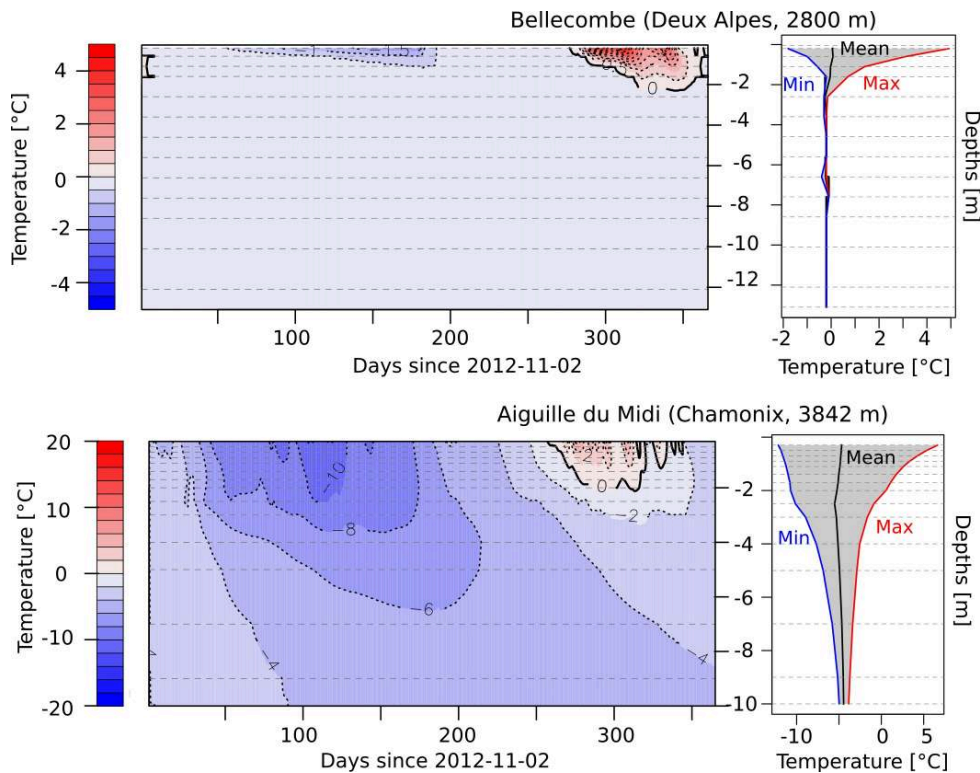 Bellecombe (Deux Alpes, 2800 m)
Temperature [°C]
4
2
0
-2
-4
-1
-1.5
0
-2
-4
-6
-8
-10
-12
100
200
300
Days since 2012-11-02
Mean
Min
Max
Depths [m]
-2
0
2
4
Temperature [°C]
Aiguille du Midi (Chamonix, 3842 m)
Temperature [°C]
20
10
0
-10
-20
-10
-8
-6
-4
2
0
-2
-4
-2
-4
-6
-8
-10
100
200
300
Days since 2012-11-02
Mean
Min
Max
Depths [m]
-10
-5
0
5
Temperature [°C]